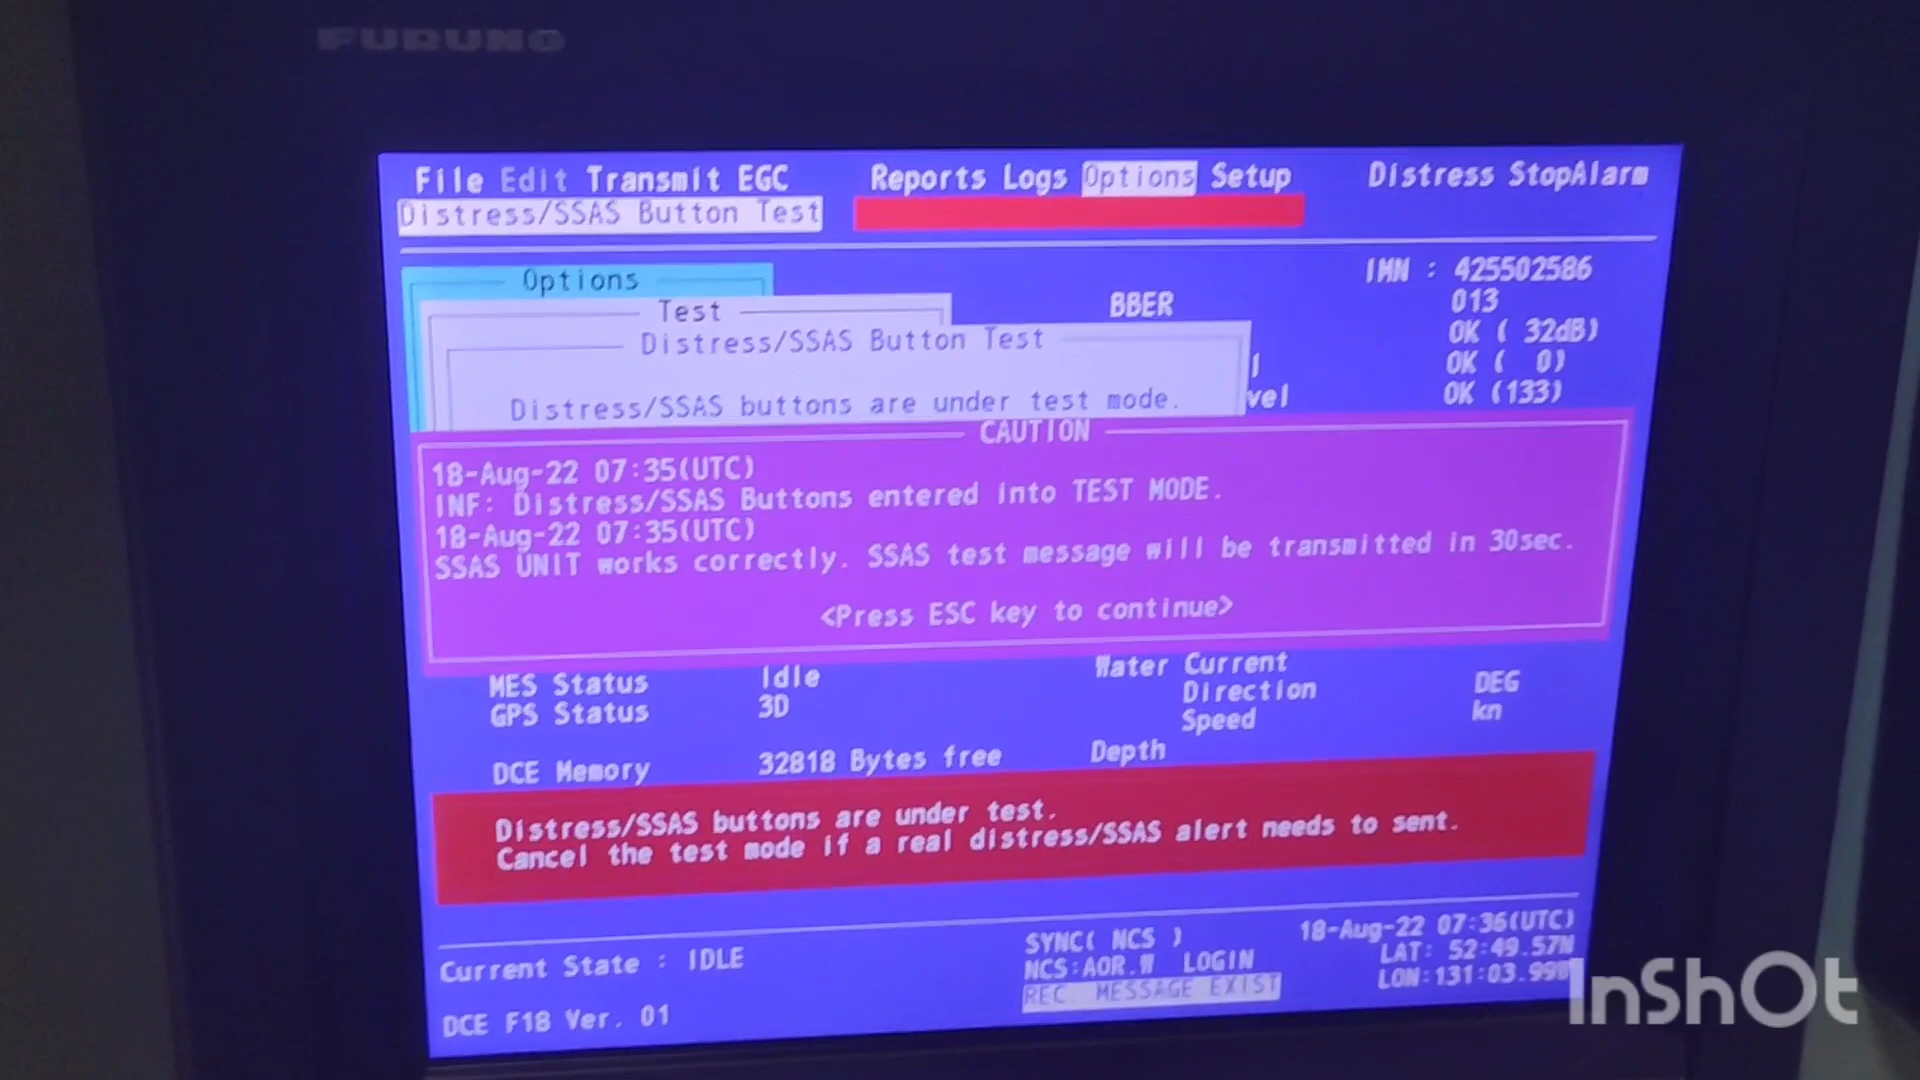 FURUNO
File Edit Transmit EGC Reports Logs Options Setup Distress StopAlarm
Distress/SSAS Button Test
Options
Test
Distress/SSAS Button Test
Distress/SSAS buttons are under test mode.
BBER
vel
IMN : 425502586
013
OK ( 32dB)
OK ( 0)
OK (133)
CAUTION
18-Aug-22 07:35(UTC)
INF: Distress/SSAS Buttons entered into TEST MODE.
18-Aug-22 07:35(UTC)
SSAS UNIT works correctly. SSAS test message will be transmitted in 30sec.
<Press ESC key to continue>
MES Status Idle
GPS Status 3D
DCE Memory 32818 Bytes free
Water Current
Direction DEG
Speed kn
Depth
Distress/SSAS buttons are under test.
Cancel the test mode if a real distress/SSAS alert needs to sent.
Current State : IDLE
DCE F18 Ver. 01
SYNC( NCS )
NCS:AOR.W LOGIN
REC. MESSAGE EXIST
18-Aug-22 07:36(UTC)
LAT: 52:49.57N
LON:131:03.99
InShOt